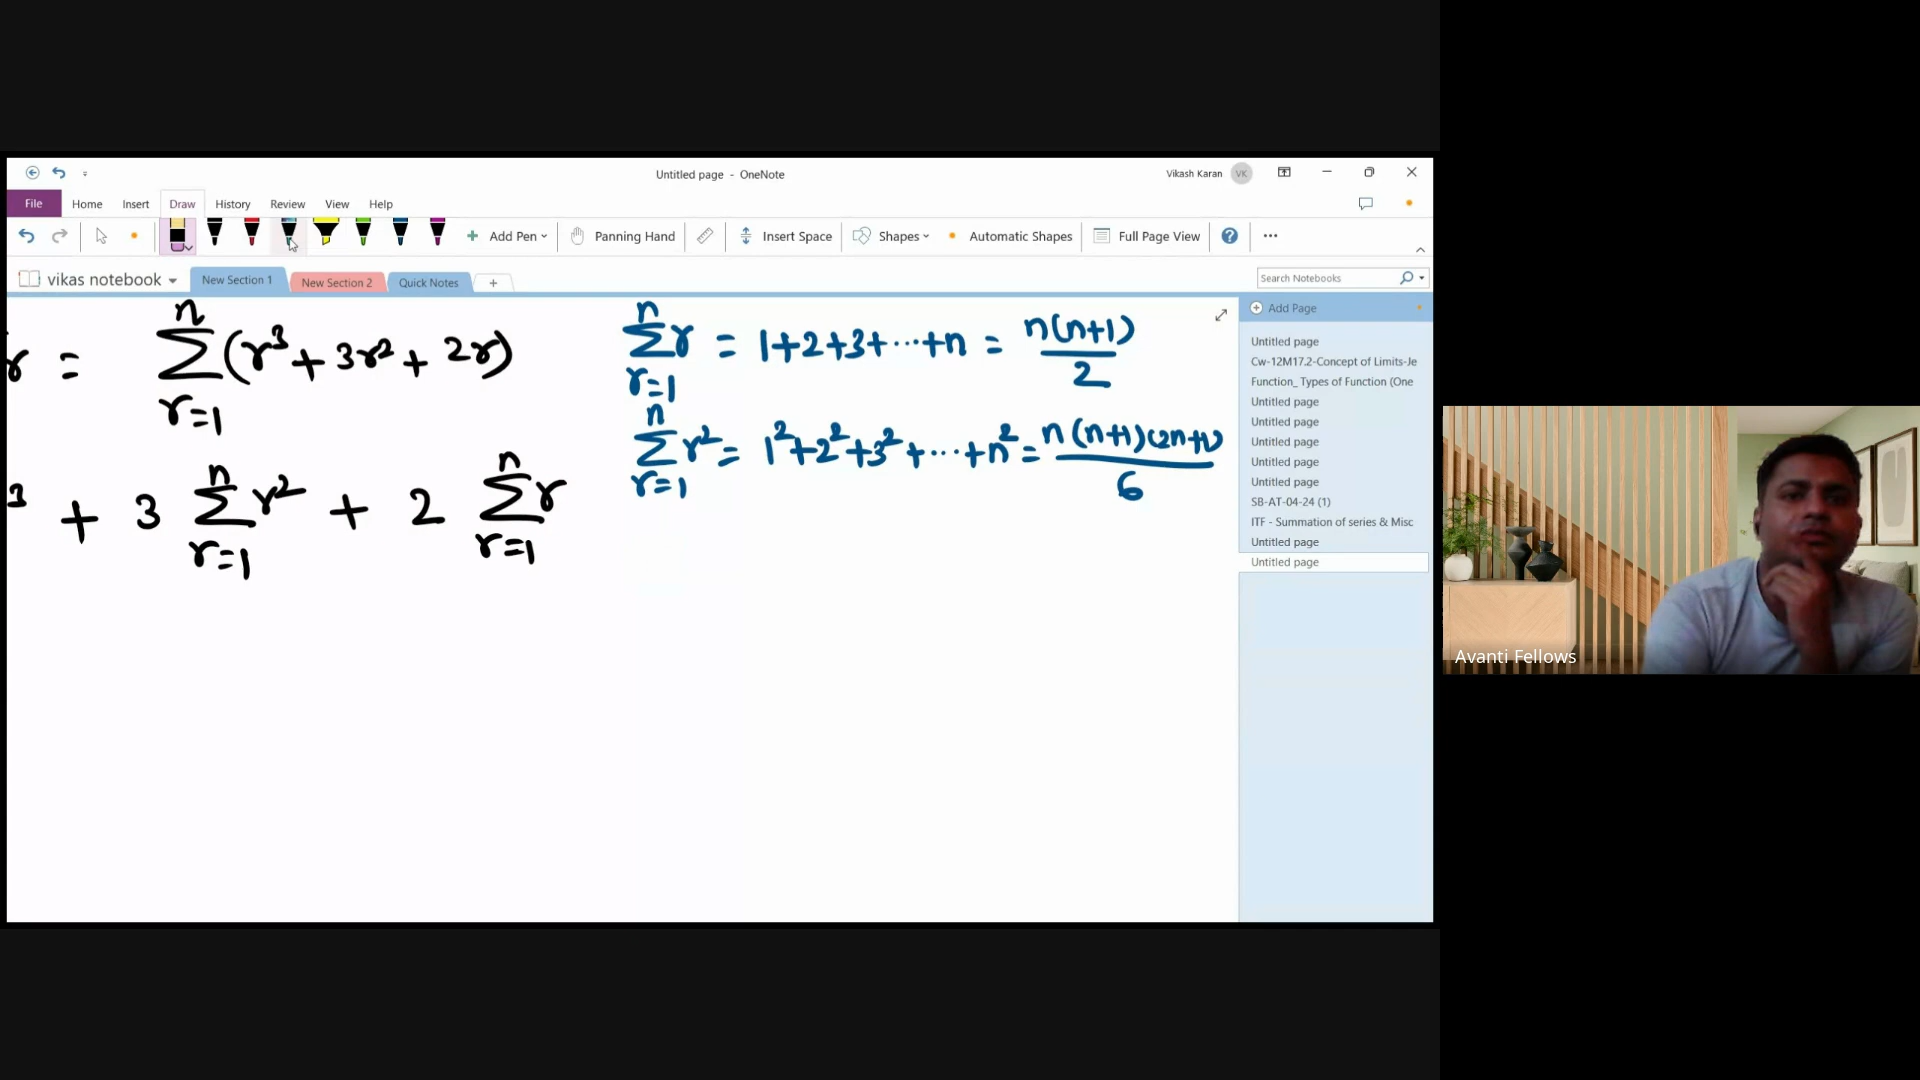 Untitled page - OneNote
Vikash Karan VK
File Home Insert Draw History Review View Help
Add Pen Panning Hand Insert Space Shapes Automatic Shapes Full Page View ? ...
vikas notebook New Section 1 New Section 2 Quick Notes + Search Notebooks
Add Page
Untitled page
Cw-12M17.2-Concept of Limits-Je
Function_ Types of Function (One
Untitled page
Untitled page
Untitled page
Untitled page
Untitled page
SB-AT-04-24 (1)
ITF - Summation of series & Misc
Untitled page
Untitled page
r = n∑r=1 (r³ + 3r² + 2r)
³ + 3 n∑r=1 r² + 2 n∑r=1 r
n∑r=1 r = 1+2+3+...+n = n(n+1)/2
n∑r=1 r² = 1²+2²+3²+...+n² = n(n+1)(2n+1)/6
Avanti Fellows